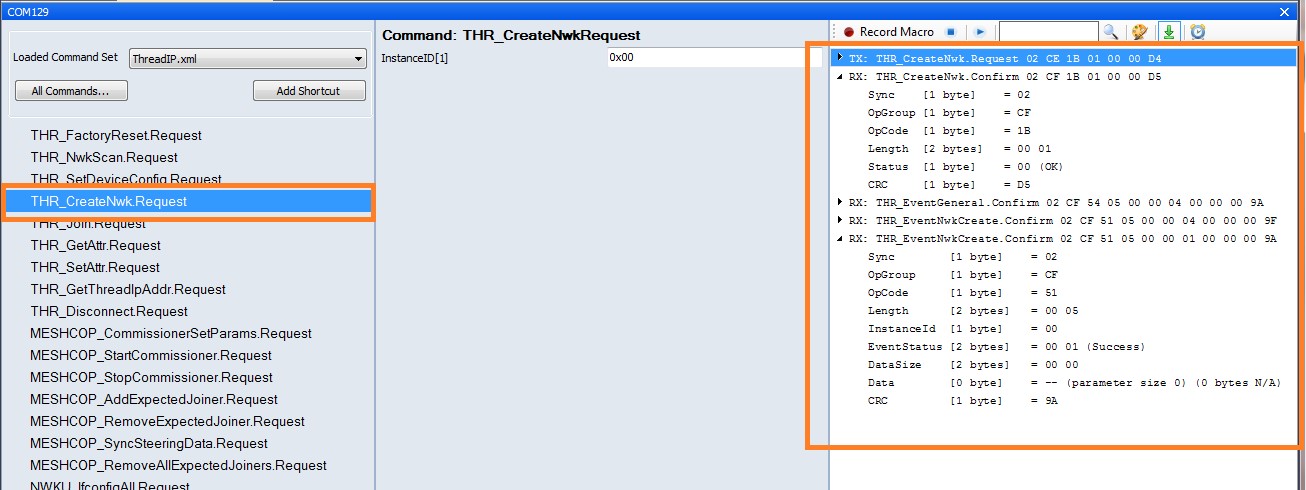 COM129
Loaded Command Set ThreadIP.xml
All Commands... Add Shortcut
THR_FactoryReset.Request
THR_NwkScan.Request
THR_SetDeviceConfig.Request
THR_CreateNwk.Request
THR_Join.Request
THR_GetAttr.Request
THR_SetAttr.Request
THR_GetThreadIpAddr.Request
THR_Disconnect.Request
MESHCOP_CommissionerSetParams.Request
MESHCOP_StartCommissioner.Request
MESHCOP_StopCommissioner.Request
MESHCOP_AddExpectedJoiner.Request
MESHCOP_RemoveExpectedJoiner.Request
MESHCOP_SyncSteeringData.Request
MESHCOP_RemoveAllExpectedJoiners.Request
NWKU_IfconfigAll.Request
Command: THR_CreateNwkRequest
InstanceID[1] 0x00
Record Macro
TX: THR_CreateNwk.Request 02 CE 1B 01 00 00 D4
RX: THR_CreateNwk.Confirm 02 CF 1B 01 00 00 D5
Sync [1 byte] = 02
OpGroup [1 byte] = CF
OpCode [1 byte] = 1B
Length [2 bytes] = 00 01
Status [1 byte] = 00 (OK)
CRC [1 byte] = D5
RX: THR_EventGeneral.Confirm 02 CF 54 05 00 00 04 00 00 00 9A
RX: THR_EventNwkCreate.Confirm 02 CF 51 05 00 00 04 00 00 00 9F
RX: THR_EventNwkCreate.Confirm 02 CF 51 05 00 00 01 00 00 00 9A
Sync [1 byte] = 02
OpGroup [1 byte] = CF
OpCode [1 byte] = 51
Length [2 bytes] = 00 05
InstanceId [1 byte] = 00
EventStatus [2 bytes] = 00 01 (Success)
DataSize [2 bytes] = 00 00
Data [0 byte] = -- (parameter size 0) (0 bytes N/A)
CRC [1 byte] = 9A